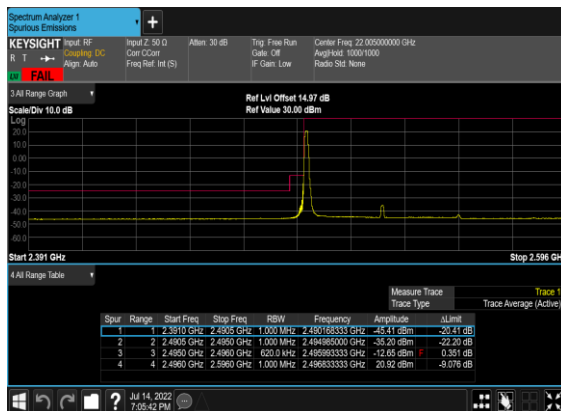 Spectrum Analyzer 1
Spurious Emissions
+
KEYSIGHT Input: RF Input Z: 50 Ω Atten: 30 dB Trig: Free Run Center Freq: 22.005000000 GHz
R T Coupling: DC Corr CCorr Gate: Off Avg|Hold: 1000/1000
Align: Auto Freq Ref: Int (S) IF Gain: Low Radio Std: None
LXI FAIL
3 All Range Graph
Ref Lvl Offset 14.97 dB
Scale/Div 10.0 dB Ref Value 30.00 dBm
Log
20.0
10.0
0.00
-10.0
-20.0
-30.0
-40.0
-50.0
-60.0
Start 2.391 GHz Stop 2.596 GH
4 All Range Table
Measure Trace Trace 1
Trace Type Trace Average (Active)
Spur Range Start Freq Stop Freq RBW Frequency Amplitude ΔLimit
1 1 2.3910 GHz 2.4905 GHz 1.000 MHz 2.490168333 GHz -45.41 dBm -20.41 dB
2 2 2.4905 GHz 2.4950 GHz 1.000 MHz 2.494985000 GHz -35.20 dBm -22.20 dB
3 3 2.4950 GHz 2.4960 GHz 620.0 kHz 2.495993333 GHz -12.65 dBm F 0.351 dB
4 4 2.4960 GHz 2.5960 GHz 1.000 MHz 2.496833333 GHz 20.92 dBm -9.076 dB
? Jul 14, 2022
7:05:42 PM